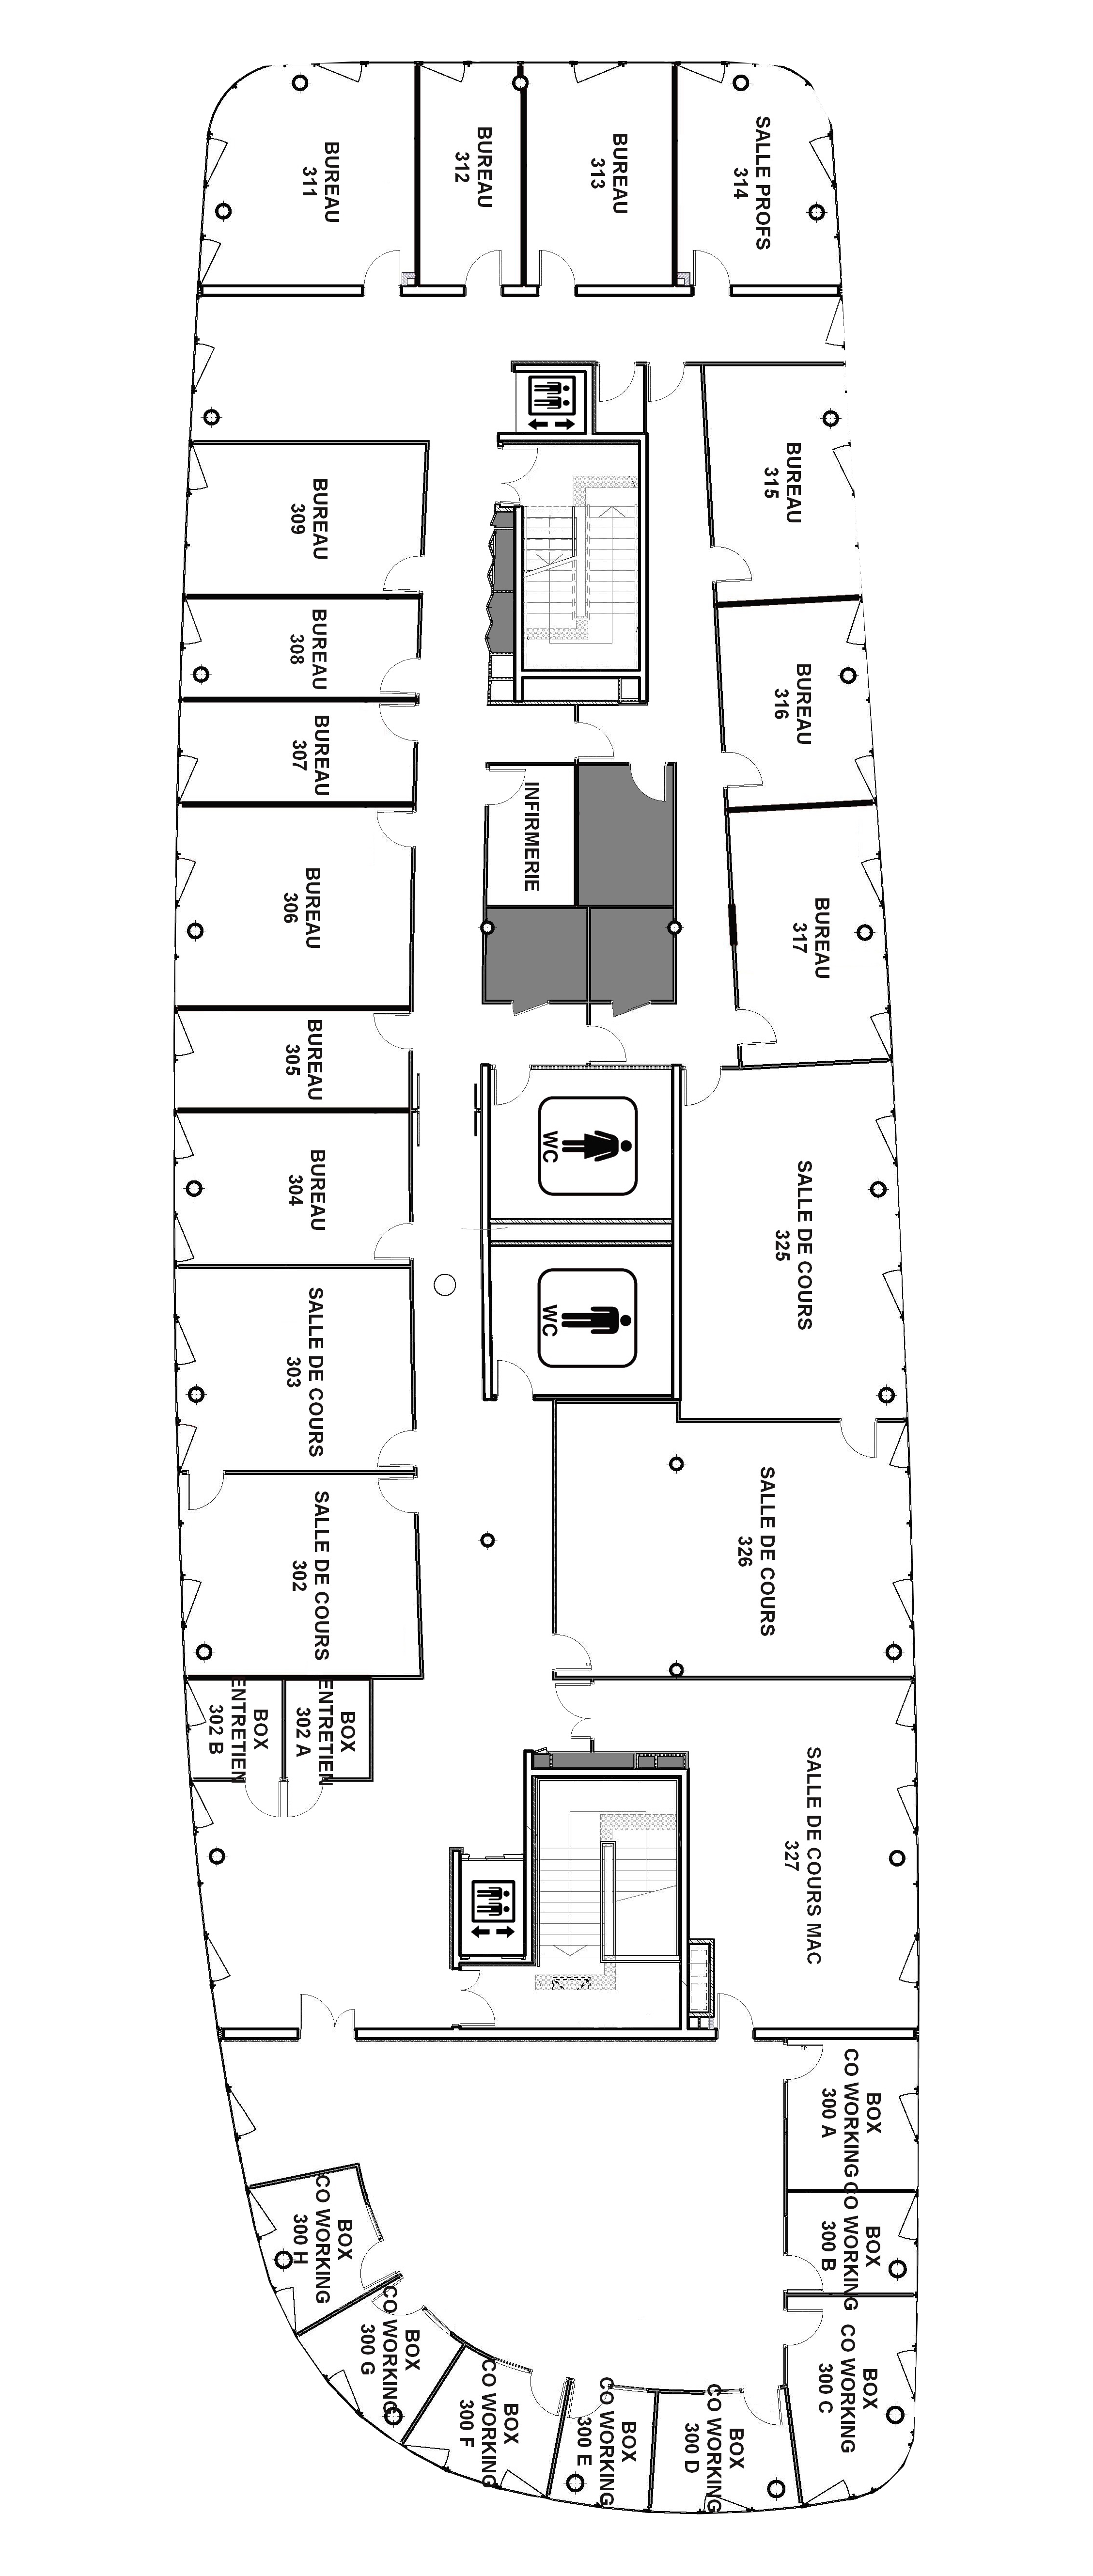 BUREAU
311
BUREAU
312
BUREAU
313
SALLE PROFS
314
BUREAU
315
BUREAU
309
BUREAU
308
BUREAU
316
BUREAU
307
INFIRMERIE
BUREAU
306
BUREAU
317
BUREAU
305
BUREAU
304
WC
SALLE DE COURS
325
WC
SALLE DE COURS
303
SALLE DE COURS
302
SALLE DE COURS
326
BOX
ENTRETIEN
302 B
BOX
ENTRETIEN
302 A
SALLE DE COURS MAC
327
BOX
CO WORKING
300 A
BOX
CO WORKING
300 B
BOX
CO WORKING
300 C
BOX
CO WORKING
300 D
BOX
CO WORKING
300 E
BOX
CO WORKING
300 F
BOX
CO WORKING
300 G
BOX
CO WORKING
300 H